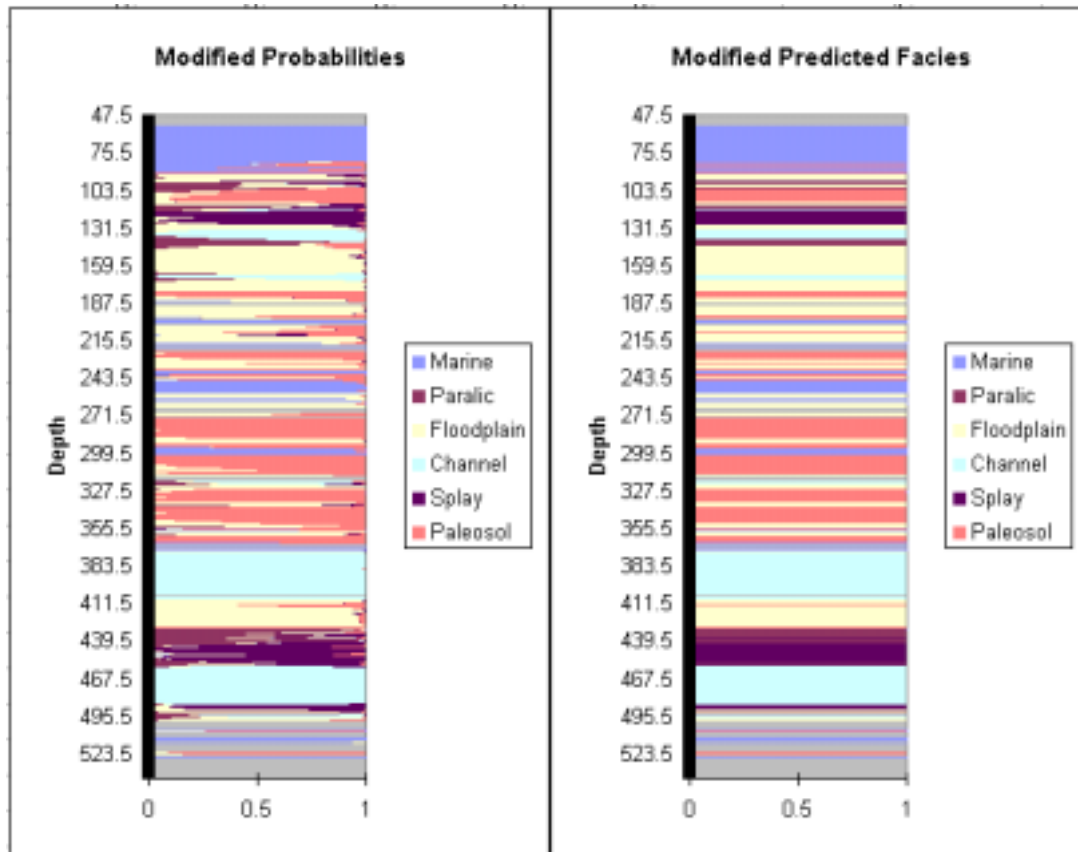 Modified Probabilities
47.5
75.5
103.5
131.5
159.5
187.5
215.5
243.5
271.5
299.5
327.5
355.5
383.5
411.5
439.5
467.5
495.5
523.5
Depth
0 0.5 1
Marine
Paralic
Floodplain
Channel
Splay
Paleosol
Modified Predicted Facies
47.5
75.5
103.5
131.5
159.5
187.5
215.5
243.5
271.5
299.5
327.5
355.5
383.5
411.5
439.5
467.5
495.5
523.5
Depth
0 0.5 1
Marine
Paralic
Floodplain
Channel
Splay
Paleosol